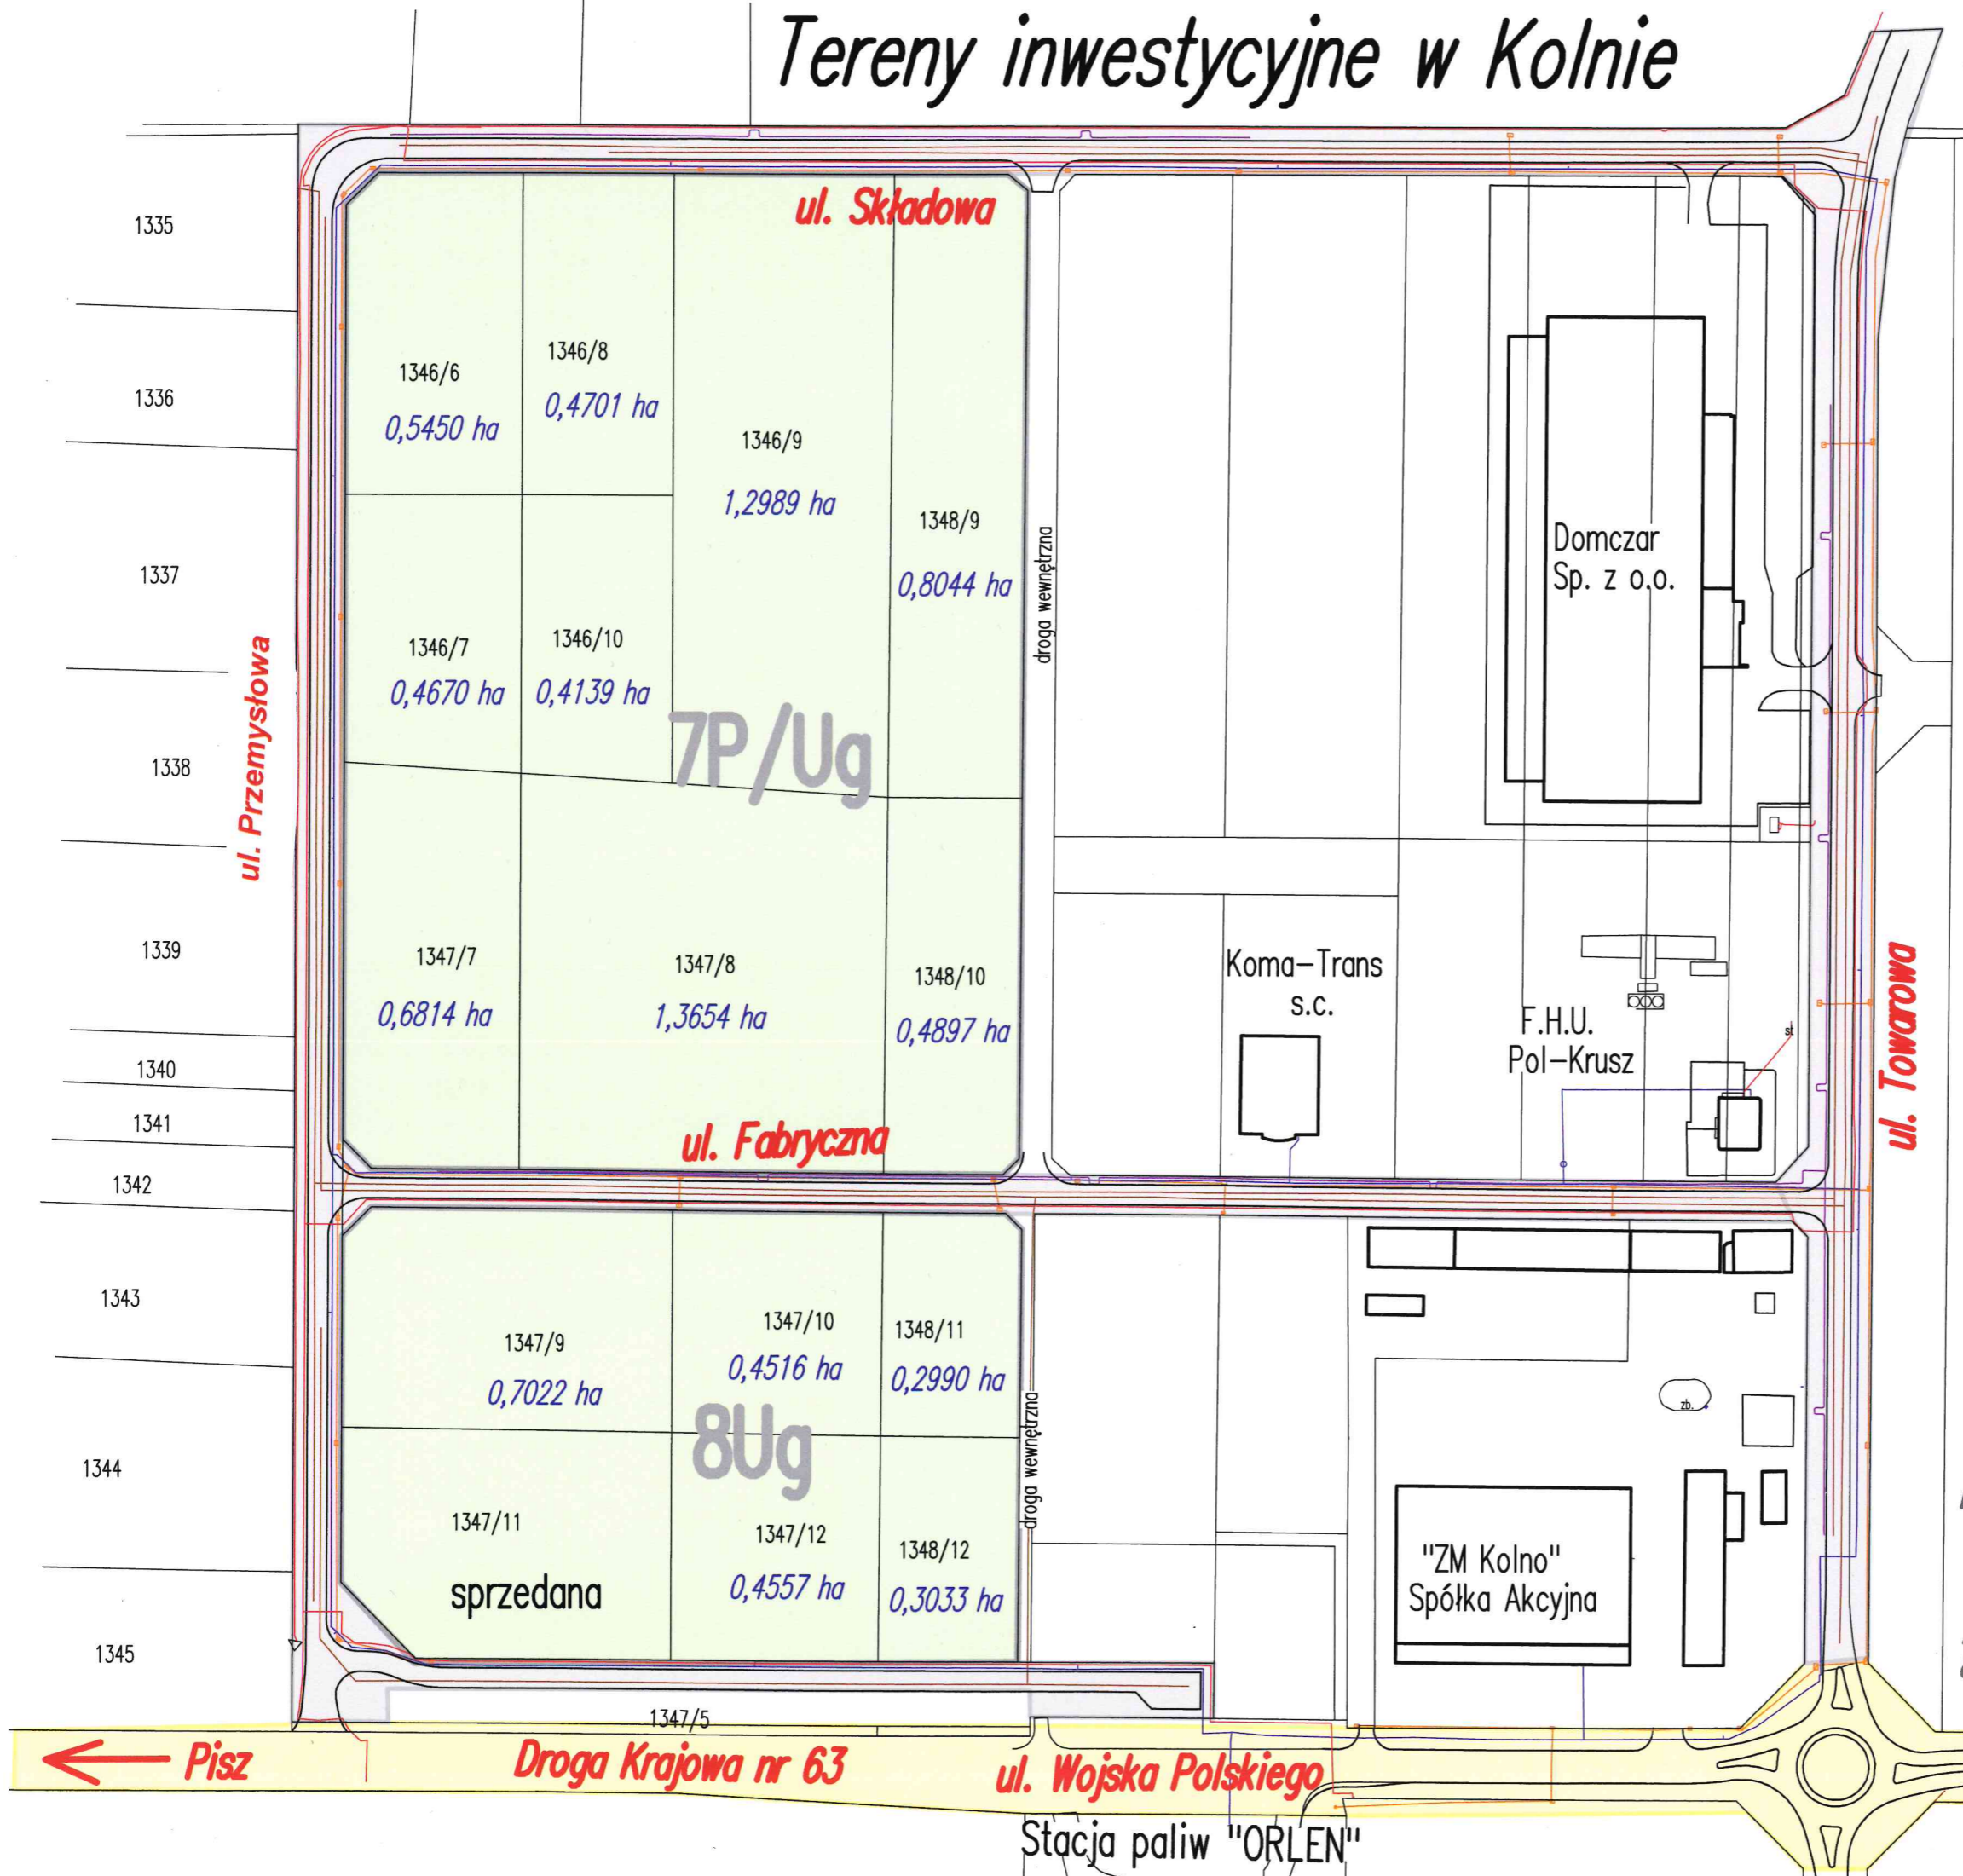 Tereny inwestycyjne w Kolnie
ul. Składowa
1335
1336
1337
1338
1339
1340
1341
1342
1343
1344
1345
ul. Przemysłowa
1346/6
0,5450 ha
1346/8
0,4701 ha
1346/9
1,2989 ha
1348/9
0,8044 ha
1346/7
0,4670 ha
1346/10
0,4139 ha
7P/Ug
droga wewnętrzna
1347/7
0,6814 ha
1347/8
1,3654 ha
1348/10
0,4897 ha
ul. Fabryczna
Domczar
Sp. z o.o.
Koma-Trans
s.c.
F.H.U.
Pol-Krusz
st
ul. Towarowa
1347/9
0,7022 ha
1347/10
0,4516 ha
1348/11
0,2990 ha
8Ug
droga wewnętrzna
1347/11
sprzedana
1347/12
0,4557 ha
1348/12
0,3033 ha
zb.
"ZM Kolno"
Spółka Akcyjna
1347/5
Pisz
Droga Krajowa nr 63
ul. Wojska Polskiego
Stacja paliw "ORLEN"